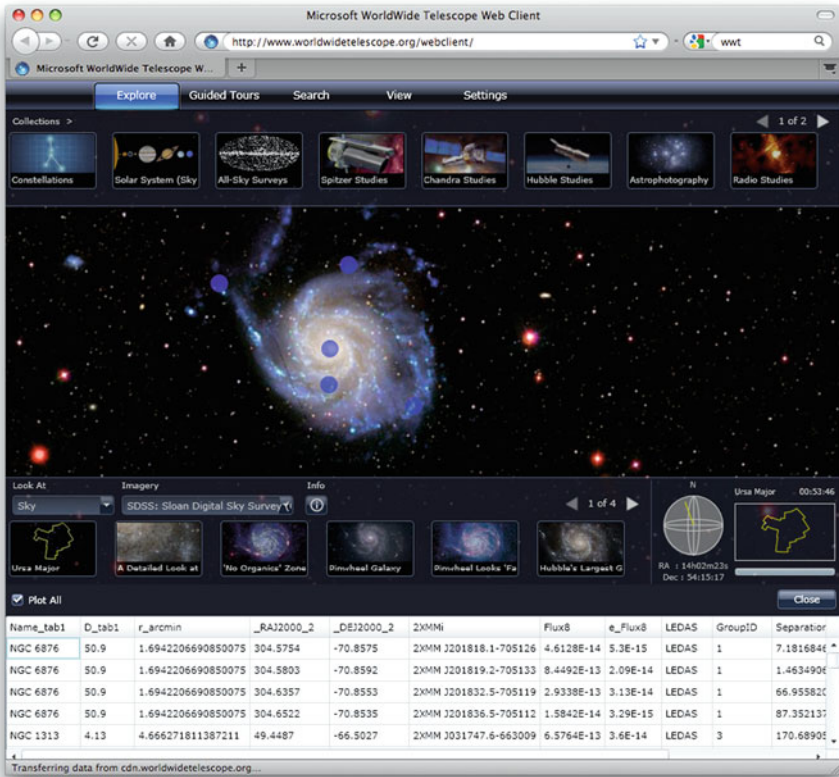 Microsoft WorldWide Telescope Web Client
http://www.worldwidetelescope.org/webclient/
wwt
Microsoft WorldWide Telescope W...
Explore Guided Tours Search View Settings
Collections > 1 of 2
Constellations Solar System (Sky All-Sky Surveys Spitzer Studies Chandra Studies Hubble Studies Astrophotography Radio Studies
Look At Imagery Info N Ursa Major 00:53:46
Sky SDSS: Sloan Digital Sky Survey 1 of 4
Ursa Major A Detailed Look at 'No Organics' Zone Pinwheel Galaxy Pinwheel Looks 'Fa Hubble's Largest G
RA : 14h02m23s
Dec : 54:15:17
Plot All Close
Name_tab1 D_tab1 r_arcmin _RAJ2000_2 _DEJ2000_2 2XMMi Flux8 e_Flux8 LEDAS GroupID Separation
NGC 6876 50.9 1.6942206690850075 304.5754 -70.8575 2XMM J201818.1-705126 4.6128E-14 5.3E-15 LEDAS 1 7.1816846
NGC 6876 50.9 1.6942206690850075 304.5803 -70.8592 2XMM J201819.2-705133 8.4492E-13 2.09E-14 LEDAS 1 1.4634906
NGC 6876 50.9 1.6942206690850075 304.6357 -70.8553 2XMM J201832.5-705119 2.9338E-13 3.13E-14 LEDAS 1 66.955820
NGC 6876 50.9 1.6942206690850075 304.6522 -70.8535 2XMM J201836.5-705112 1.5842E-14 3.29E-15 LEDAS 1 87.352137
NGC 1313 4.13 4.666271811387211 49.4487 -66.5027 2XMM J031747.6-663009 6.5764E-13 3.6E-14 LEDAS 3 170.68905
Transferring data from cdn.worldwidetelescope.org...